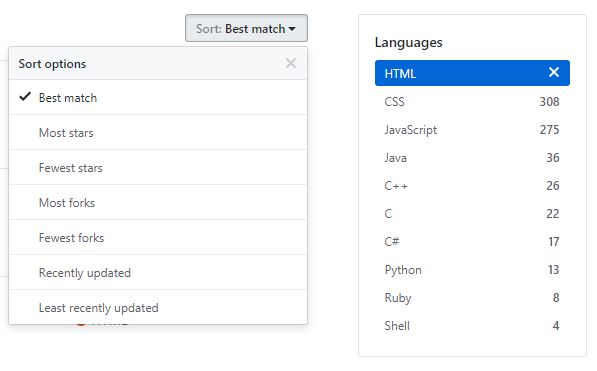 Sort: Best match
Sort options
Best match
Most stars
Fewest stars
Most forks
Fewest forks
Recently updated
Least recently updated
Languages
HTML
CSS 308
JavaScript 275
Java 36
C++ 26
C 22
C# 17
Python 13
Ruby 8
Shell 4